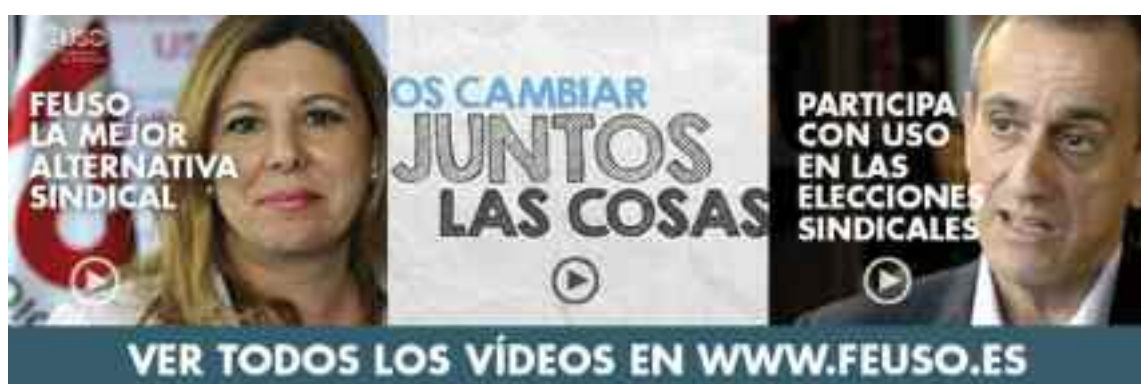 FEUSO
FEUSO
LA MEJOR
ALTERNATIVA
SINDICAL
OS CAMBIAR
JUNTOS
LAS COSAS
PARTICIPA
CON USO
EN LAS
ELECCIONES
SINDICALES
VER TODOS LOS VÍDEOS EN WWW.FEUSO.ES